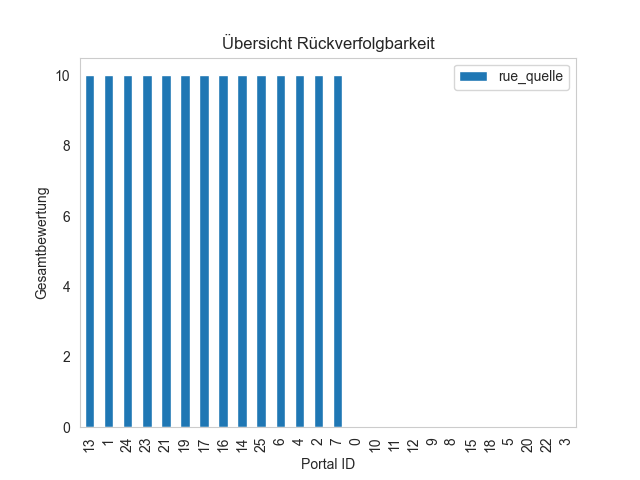 Übersicht Rückverfolgbarkeit
rue_quelle
Gesamtbewertung
10
8
6
4
2
0
13 1 24 23 21 19 17 16 14 25 6 4 2 7 0 10 11 12 9 8 15 18 5 20 22 3
Portal ID